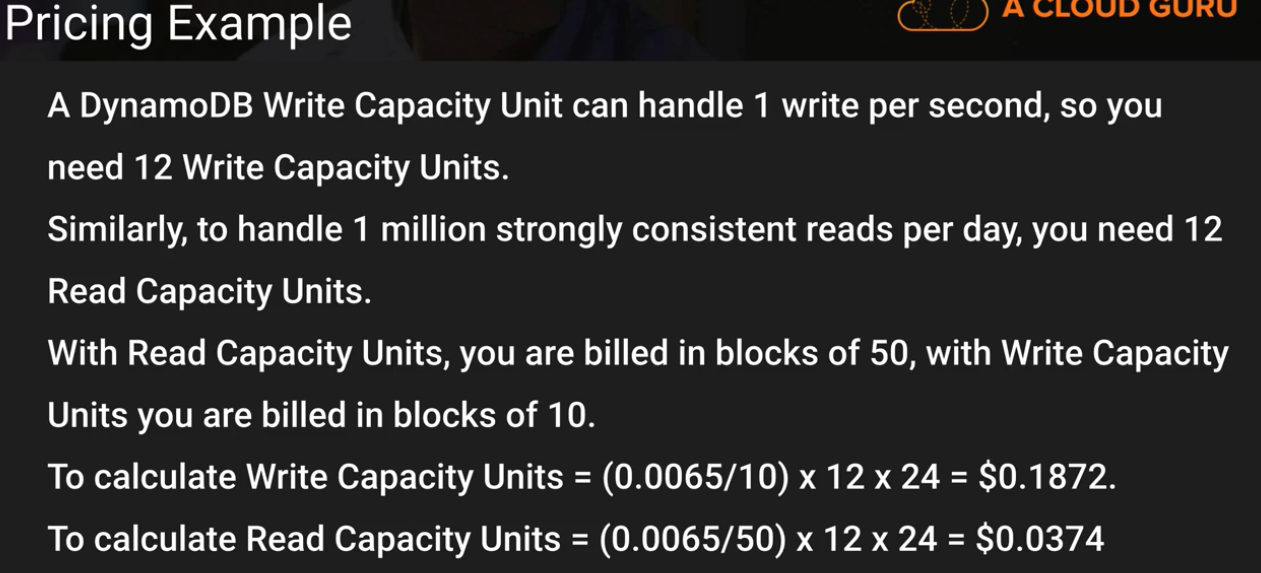 Pricing Example
A CLOUD GURU
A DynamoDB Write Capacity Unit can handle 1 write per second, so you
need 12 Write Capacity Units.
Similarly, to handle 1 million strongly consistent reads per day, you need 12
Read Capacity Units.
With Read Capacity Units, you are billed in blocks of 50, with Write Capacity
Units you are billed in blocks of 10.
To calculate Write Capacity Units = (0.0065/10) x 12 x 24 = $0.1872.
To calculate Read Capacity Units = (0.0065/50) x 12 x 24 = $0.0374